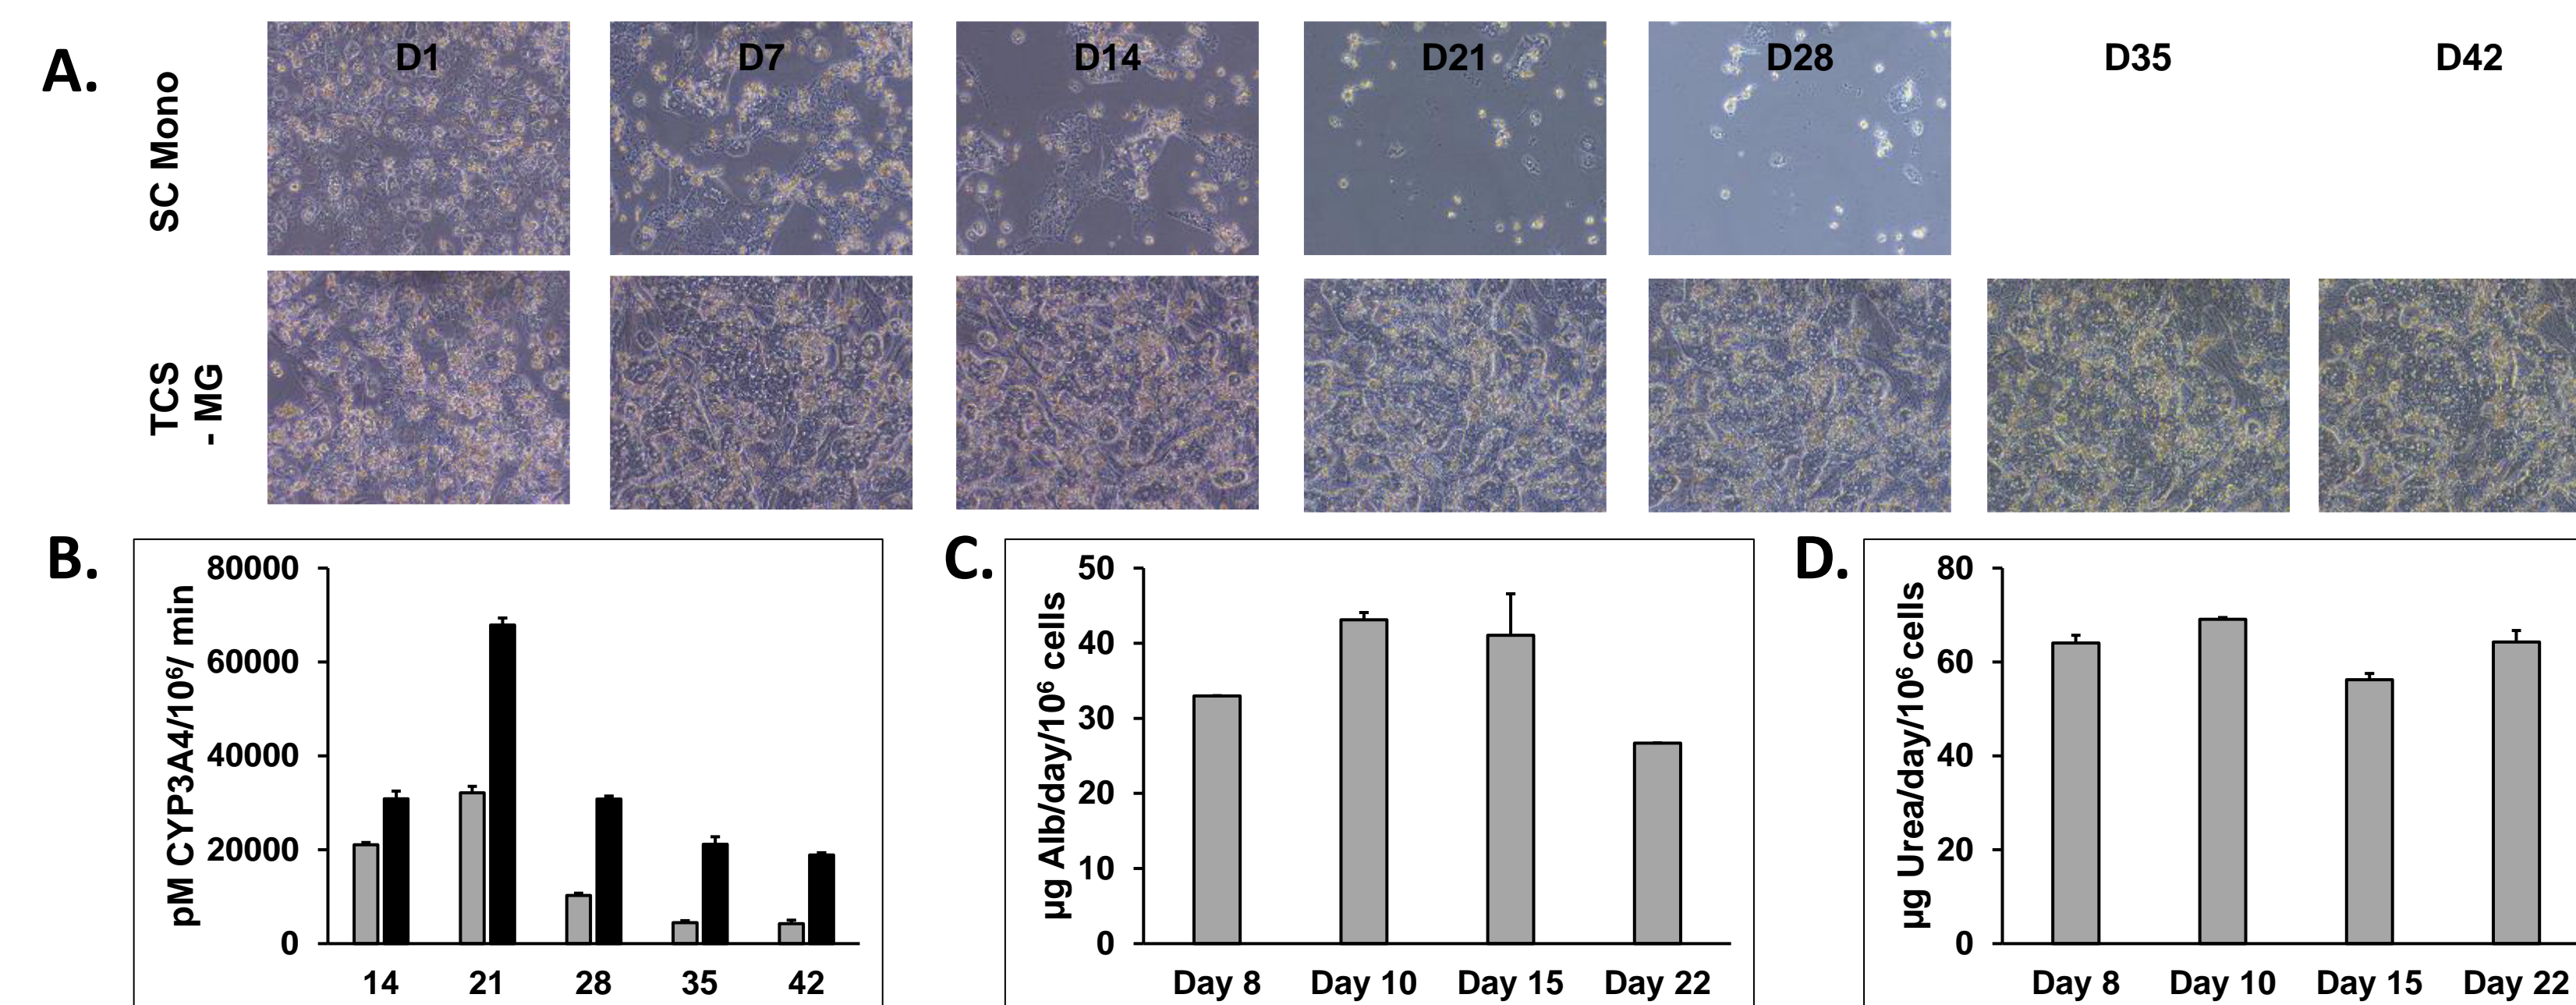 A.
SC Mono
D1 D7 D14 D21 D28 D35 D42
TCS
- MG
B.
pM CYP3A4/10⁶/ min
80000
60000
40000
20000
0
14 21 28 35 42
C.
µg Alb/day/10⁶ cells
50
40
30
20
10
0
Day 8 Day 10 Day 15 Day 22
D.
µg Urea/day/10⁶ cells
80
60
40
20
0
Day 8 Day 10 Day 15 Day 22